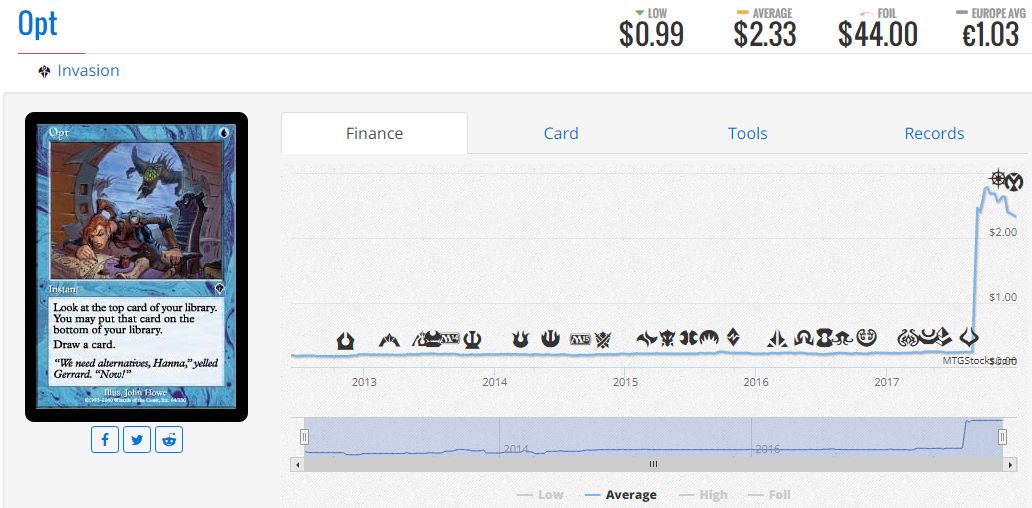 Opt
LOW
$0.99
AVERAGE
$2.33
FOIL
$44.00
EUROPE AVG
€1.03
Invasion
Opt
Instant
Look at the top card of your library.
You may put that card on the
bottom of your library.
Draw a card.
“We need alternatives, Hanna,” yelled
Gerrard. “Now!”
Illus. John Howe
Finance
Card
Tools
Records
$2.00
$1.00
$0.00
M14
M15
MTGStocks.com
2013
2014
2015
2016
2017
2014
2016
Low
Average
High
Foil